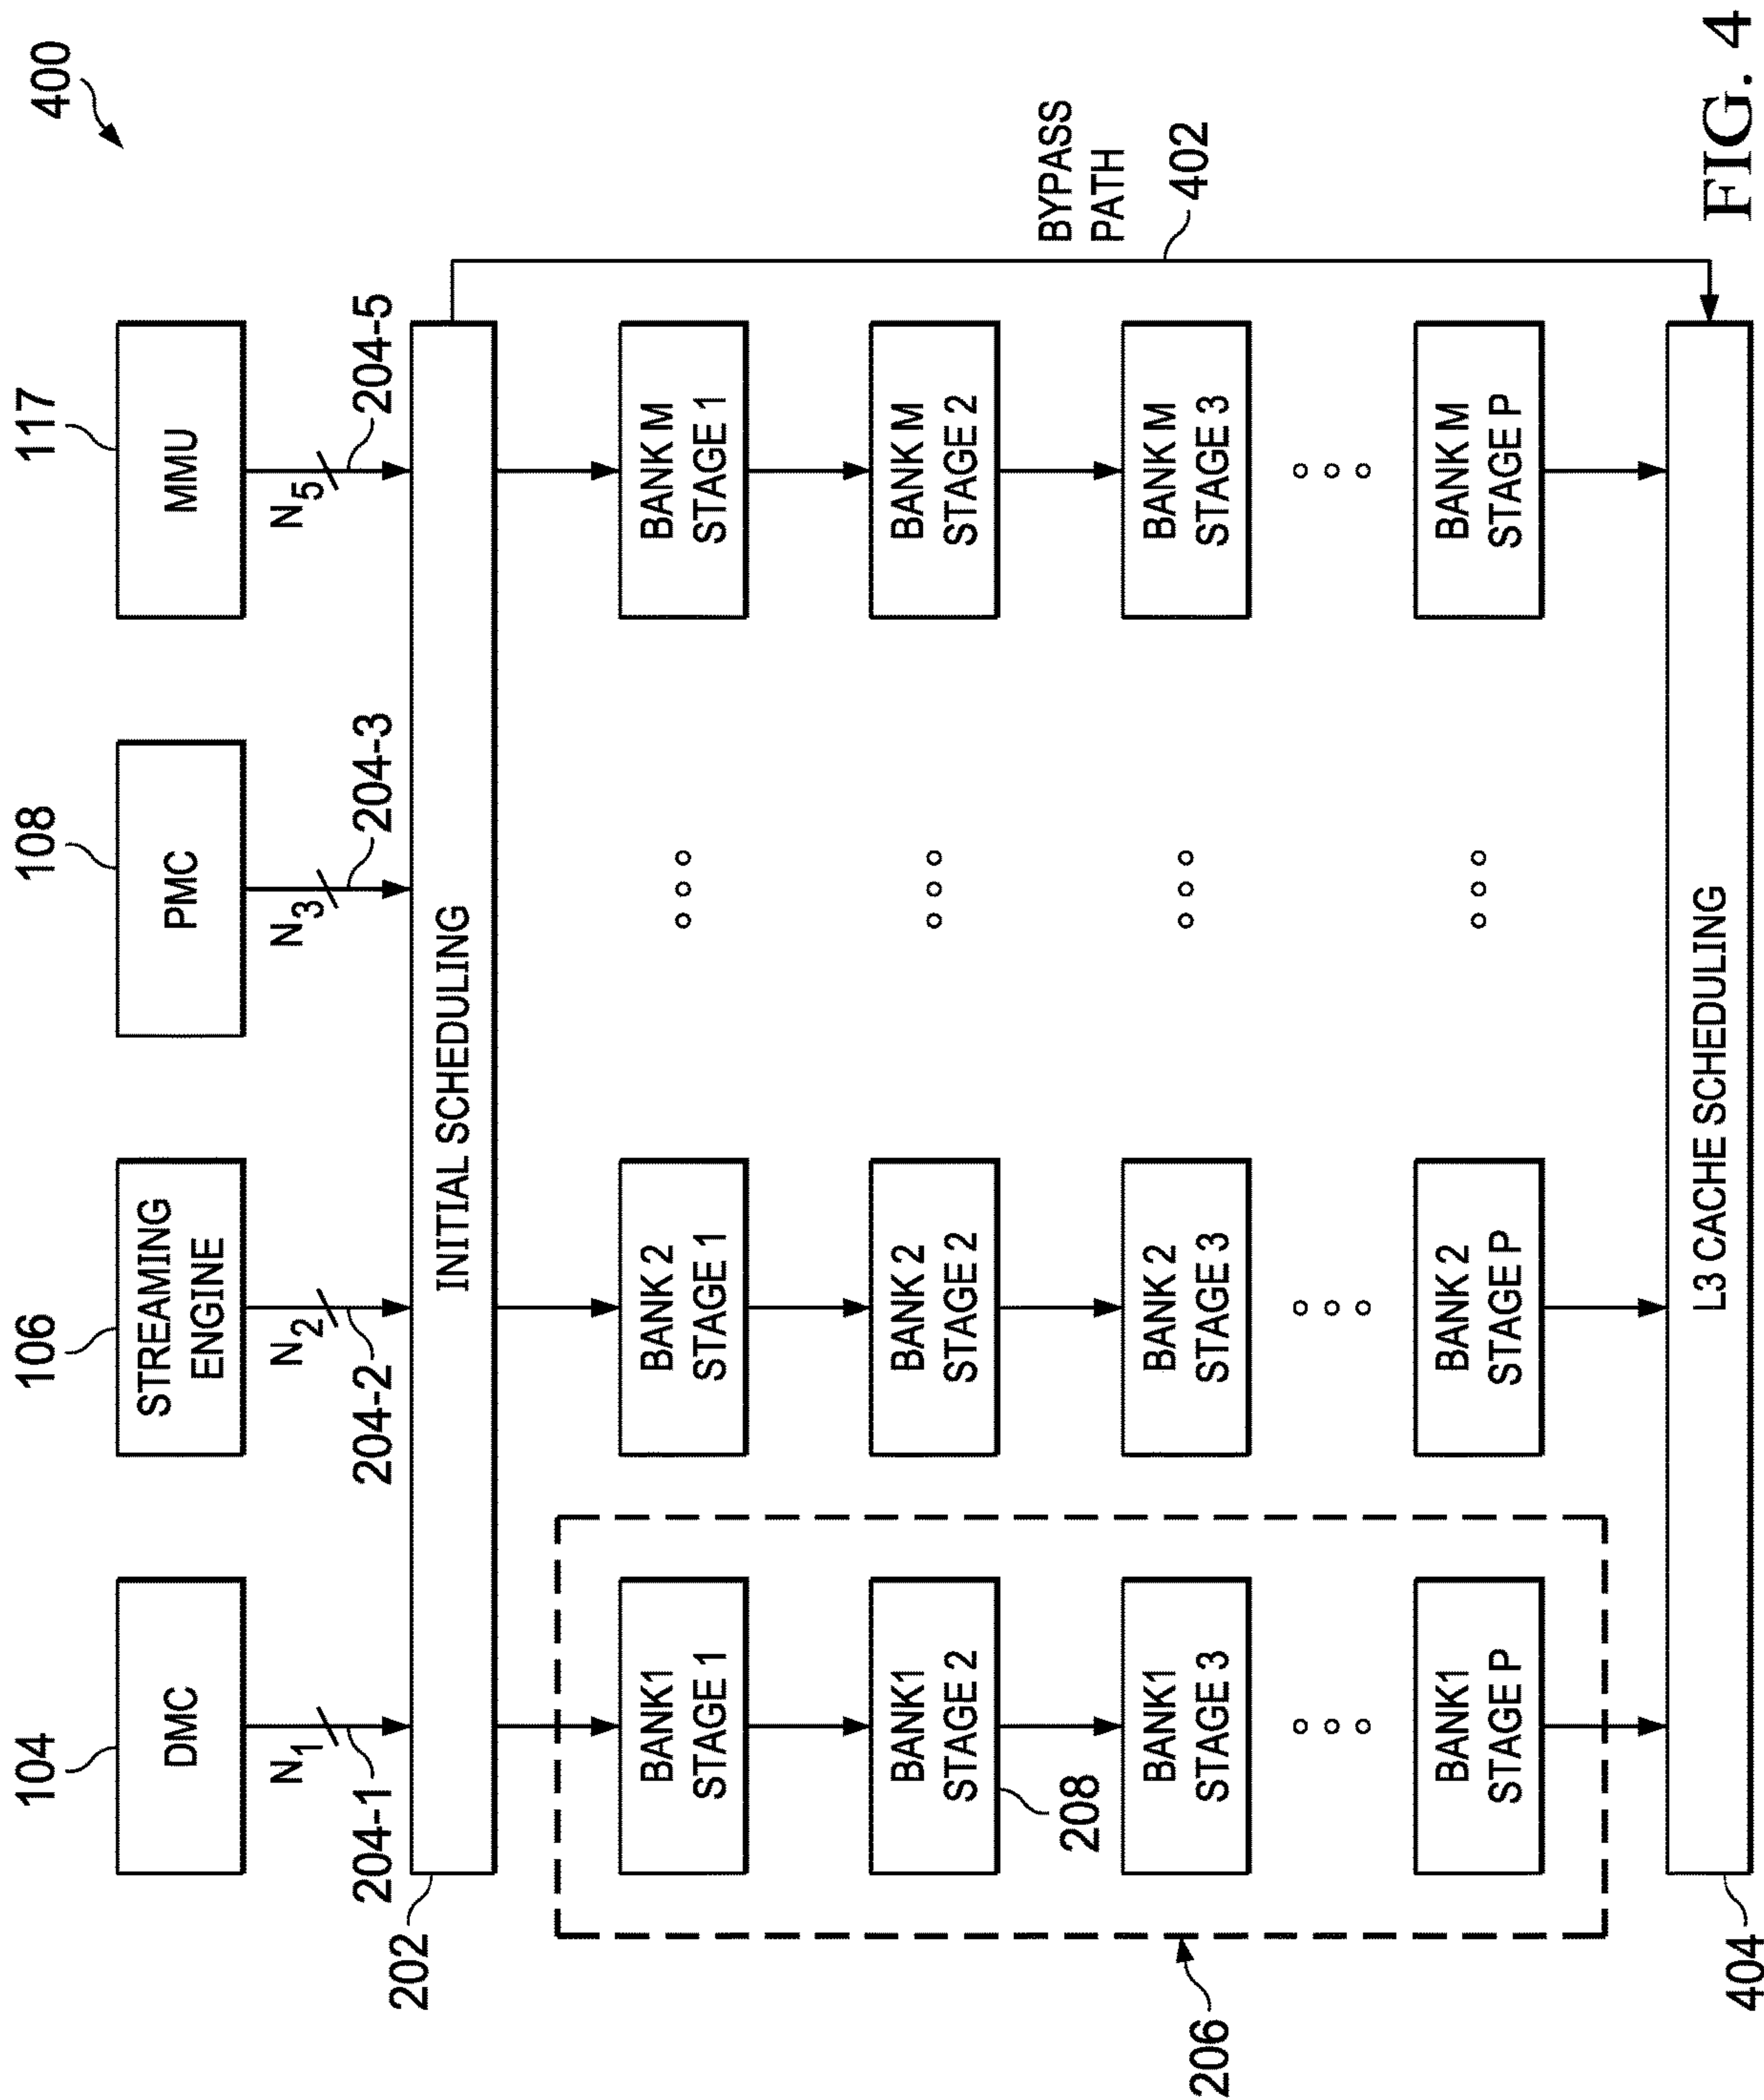 400
104
106
108
117
DMC
STREAMING
ENGINE
PMC
MMU
N1
N2
N3
N5
204-1
204-2
204-3
204-5
202
INITIAL SCHEDULING
BANK1
STAGE 1
BANK 2
STAGE 1
BANK M
STAGE 1
BANK1
STAGE 2
BANK 2
STAGE 2
BANK M
STAGE 2
208
BYPASS
PATH
402
BANK1
STAGE 3
BANK 2
STAGE 3
BANK M
STAGE 3
206
BANK1
STAGE P
BANK 2
STAGE P
BANK M
STAGE P
L3 CACHE SCHEDULING
404
FIG. 4